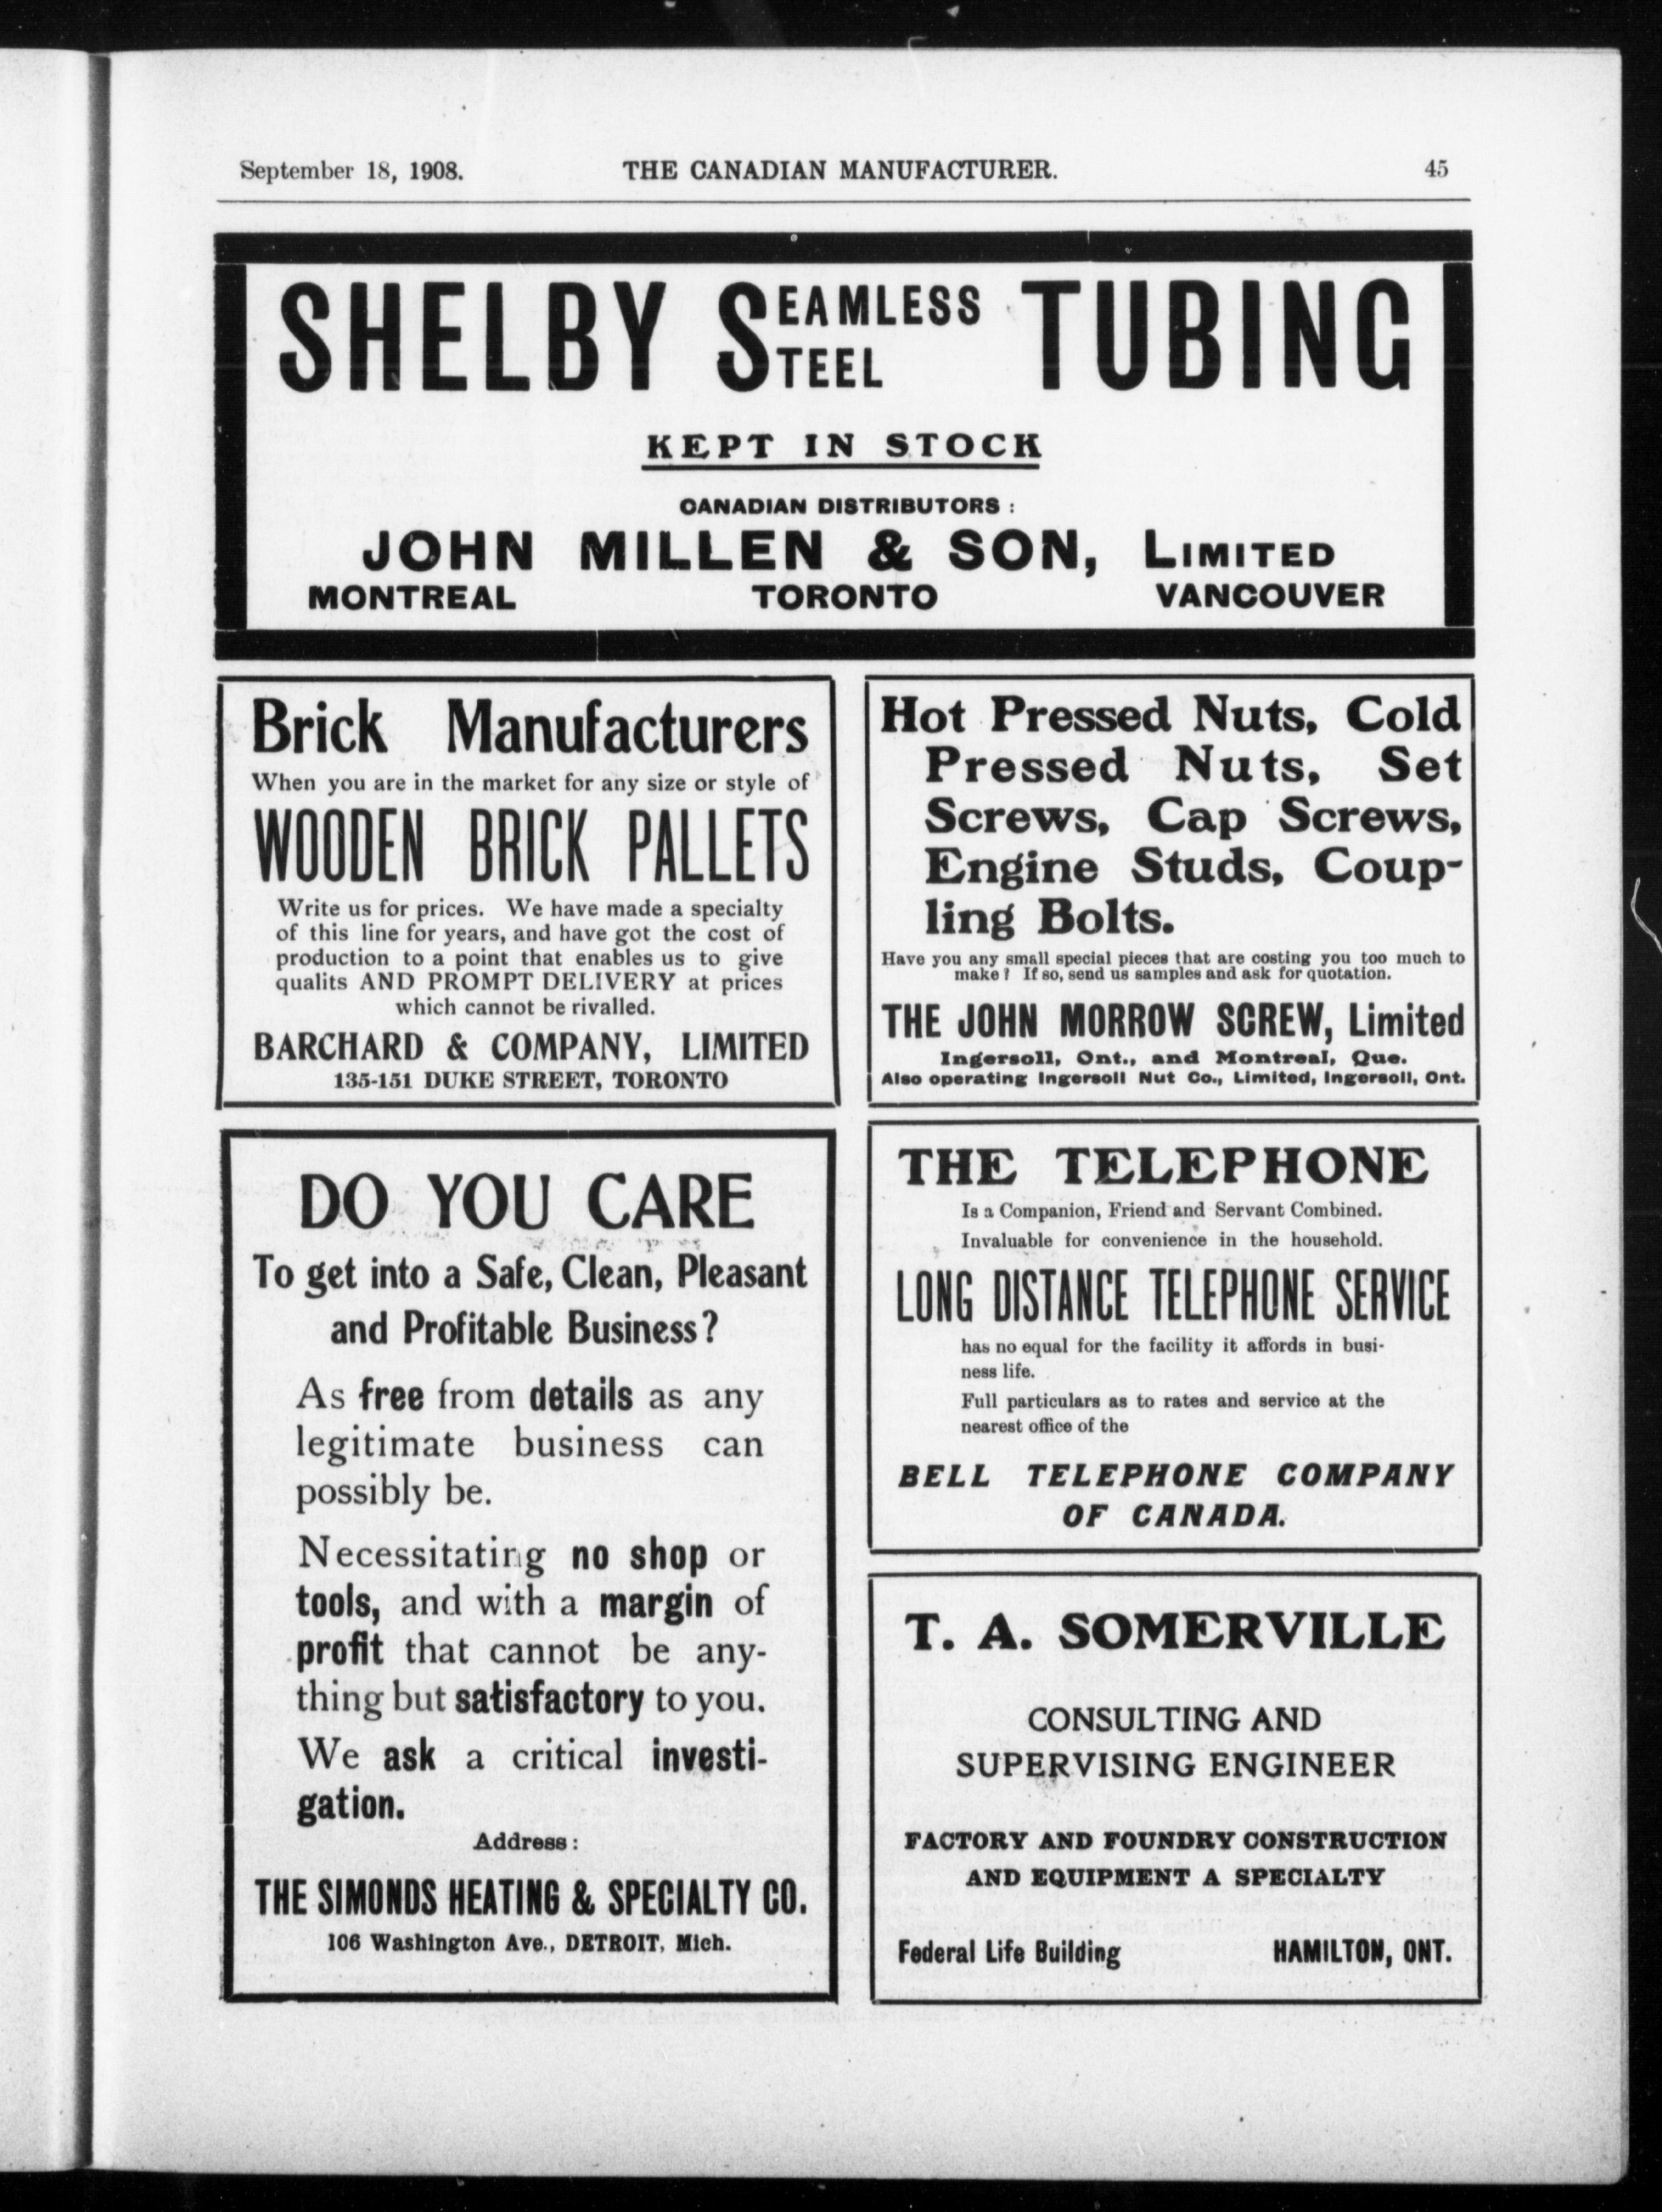 September 18, 1908. THE CANADIAN MANUFACTURER. 45
SHELBY SEAMLESS STEEL TUBING
KEPT IN STOCK
CANADIAN DISTRIBUTORS :
JOHN MILLEN & SON, LIMITED
MONTREAL TORONTO VANCOUVER
Brick Manufacturers
When you are in the market for any size or style of
WOODEN BRICK PALLETS
Write us for prices. We have made a specialty
of this line for years, and have got the cost of
production to a point that enables us to give
qualits AND PROMPT DELIVERY at prices
which cannot be rivalled.
BARCHARD & COMPANY, LIMITED
135-151 DUKE STREET, TORONTO
Hot Pressed Nuts, Cold
Pressed Nuts, Set
Screws, Cap Screws,
Engine Studs, Coup-
ling Bolts.
Have you any small special pieces that are costing you too much to
make? If so, send us samples and ask for quotation.
THE JOHN MORROW SCREW, Limited
Ingersoll, Ont., and Montreal, Que.
Also operating Ingersoll Nut Co., Limited, Ingersoll, Ont.
DO YOU CARE
To get into a Safe, Clean, Pleasant
and Profitable Business?
As free from details as any
legitimate business can
possibly be.
Necessitating no shop or
tools, and with a margin of
profit that cannot be any-
thing but satisfactory to you.
We ask a critical investi-
gation.
Address:
THE SIMONDS HEATING & SPECIALTY CO.
106 Washington Ave., DETROIT, Mich.
THE TELEPHONE
Is a Companion, Friend and Servant Combined.
Invaluable for convenience in the household.
LONG DISTANCE TELEPHONE SERVICE
has no equal for the facility it affords in busi-
ness life.
Full particulars as to rates and service at the
nearest office of the
BELL TELEPHONE COMPANY
OF CANADA.
T. A. SOMERVILLE
CONSULTING AND
SUPERVISING ENGINEER
FACTORY AND FOUNDRY CONSTRUCTION
AND EQUIPMENT A SPECIALTY
Federal Life Building HAMILTON, ONT.